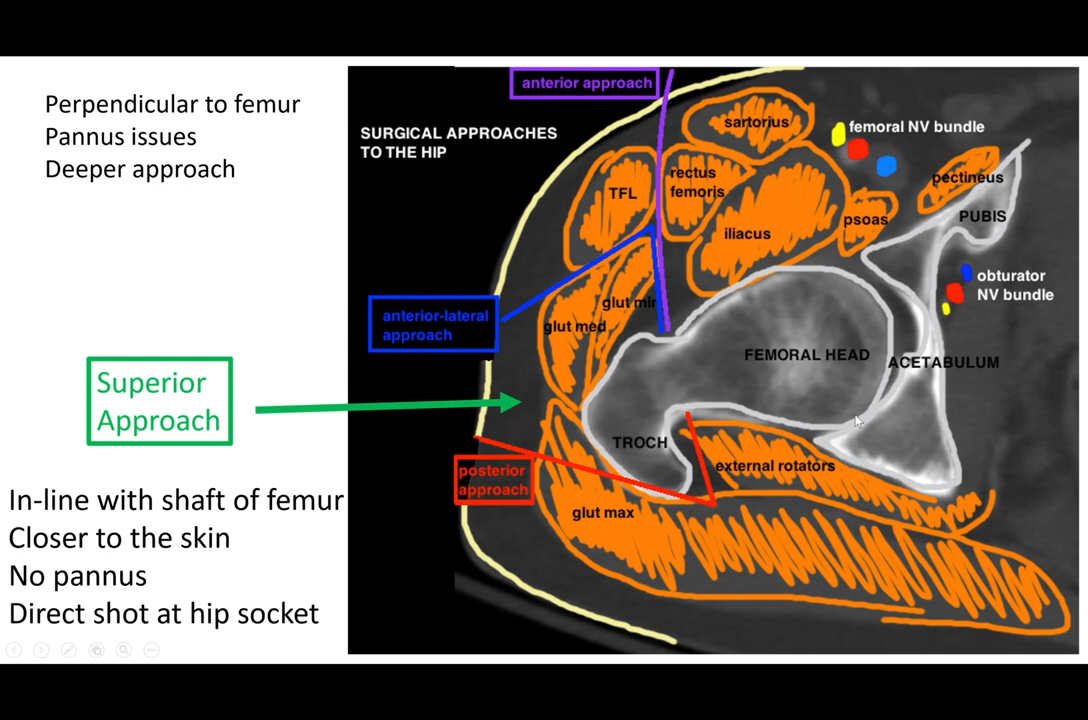 Perpendicular to femur
Pannus issues
Deeper approach
Superior
Approach
In-line with shaft of femur
Closer to the skin
No pannus
Direct shot at hip socket
anterior approach
SURGICAL APPROACHES
TO THE HIP
sartorius
femoral NV bundle
TFL
rectus
femoris
pectineus
iliacus
psoas
PUBIS
obturator
NV bundle
glut min
glut med
anterior-lateral
approach
FEMORAL HEAD
ACETABULUM
TROCH
posterior
approach
external rotators
glut max